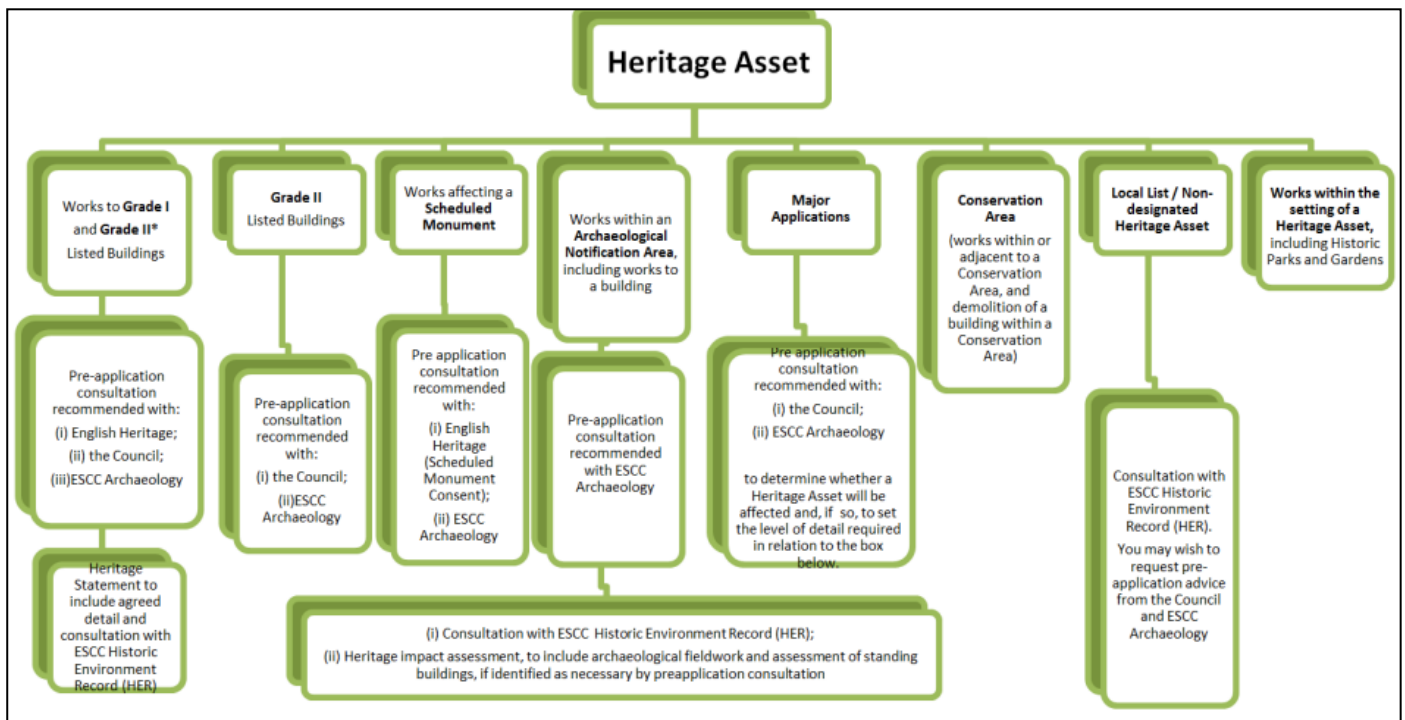 Heritage Asset
Works to Grade I
and Grade II*
Listed Buildings
Grade II
Listed Buildings
Works affecting a
Scheduled
Monument
Works within an
Archaeological
Notification Area,
including works to
a building
Major
Applications
Conservation
Area
(works within or
adjacent to a
Conservation
Area, and
demolition of a
building within a
Conservation
Area)
Local List / Non-
designated
Heritage Asset
Works within the
setting of a
Heritage Asset,
including Historic
Parks and Gardens
Pre-application
consultation
recommended with:
(i) English Heritage;
(ii) the Council;
(iii)ESCC Archaeology
Pre-application
consultation
recommended
with:
(i) the Council;
(ii)ESCC
Archaeology
Pre application
consultation
recommended
with:
(i) English
Heritage
(Scheduled
Monument
Consent);
(ii) ESCC
Archaeology
Pre-application
consultation
recommended
with ESCC
Archaeology
Pre application
consultation
recommended with:
(i) the Council;
(ii) ESCC Archaeology
to determine whether a
Heritage Asset will be
affected and, if so, to set
the level of detail required
in relation to the box
below.
Consultation with
ESCC Historic
Environment
Record (HER).
You may wish to
request pre-
application advice
from the Council
and ESCC
Archaeology
Heritage
Statement to
include agreed
detail and
consultation with
ESCC Historic
Environment
Record (HER)
(i) Consultation with ESCC Historic Environment Record (HER);
(ii) Heritage impact assessment, to include archaeological fieldwork and assessment of standing
buildings, if identified as necessary by preapplication consultation